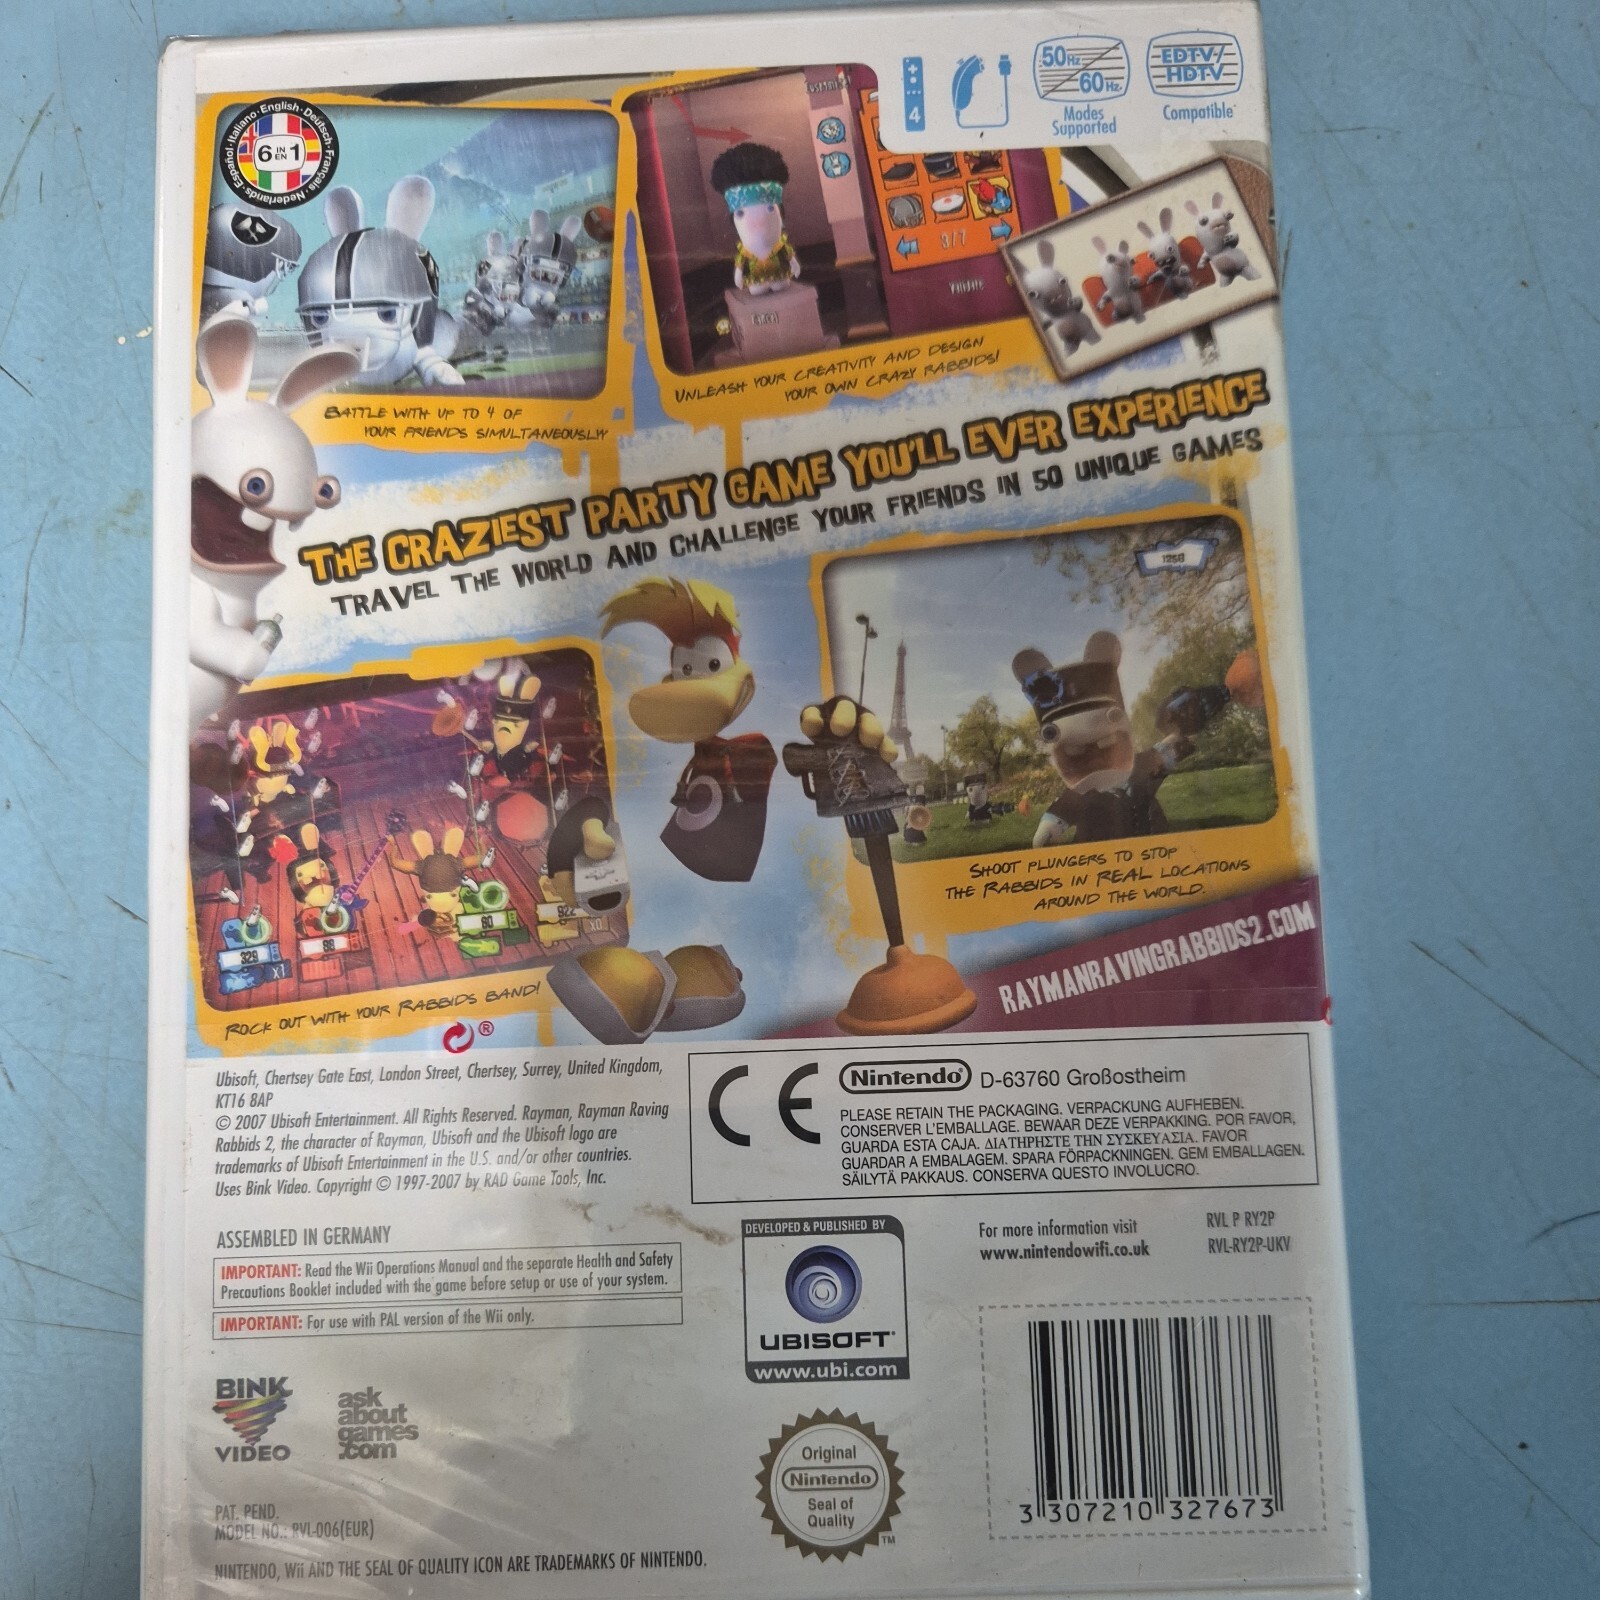 English · Deutsch · Français · Nederlands · Español · Italiano
6 IN EN 1
4
50Hz
60Hz
Modes
Supported
EDTV/
HDTV
Compatible
3/7
Validate
BATTLE WITH UP TO 4 OF
YOUR FRIENDS SIMULTANEOUSLY
UNLEASH YOUR CREATIVITY AND DESIGN
YOUR OWN CRAZY RABBIDS!
THE CRAZIEST PARTY GAME YOU'LL EVER EXPERIENCE
TRAVEL THE WORLD AND CHALLENGE YOUR FRIENDS IN 50 UNIQUE GAMES
1250
329
x1
88
80
922
x0
ROCK OUT WITH YOUR RABBIDS BAND!
SHOOT PLUNGERS TO STOP
THE RABBIDS IN REAL LOCATIONS
AROUND THE WORLD.
RAYMANRAVINGRABBIDS2.COM
®
Ubisoft, Chertsey Gate East, London Street, Chertsey, Surrey, United Kingdom,
KT16 8AP
© 2007 Ubisoft Entertainment. All Rights Reserved. Rayman, Rayman Raving
Rabbids 2, the character of Rayman, Ubisoft and the Ubisoft logo are
trademarks of Ubisoft Entertainment in the U.S. and/or other countries.
Uses Bink Video. Copyright © 1997-2007 by RAD Game Tools, Inc.
CE
Nintendo® D-63760 Großostheim
PLEASE RETAIN THE PACKAGING. VERPACKUNG AUFHEBEN.
CONSERVER L'EMBALLAGE. BEWAAR DEZE VERPAKKING. POR FAVOR,
GUARDA ESTA CAJA. ΔΙΑΤΗΡΗΣΤΕ ΤΗΝ ΣΥΣΚΕΥΑΣΙΑ. FAVOR
GUARDAR A EMBALAGEM. SPARA FÖRPACKNINGEN. GEM EMBALLAGEN.
SÄILYTÄ PAKKAUS. CONSERVA QUESTO INVOLUCRO.
ASSEMBLED IN GERMANY
IMPORTANT: Read the Wii Operations Manual and the separate Health and Safety
Precautions Booklet included with the game before setup or use of your system.
IMPORTANT: For use with PAL version of the Wii only.
DEVELOPED & PUBLISHED BY
UBISOFT
www.ubi.com
For more information visit
www.nintendowifi.co.uk
RVL P RY2P
RVL-RY2P-UKV
BINK
VIDEO
ask
about
games
.com
Original
Nintendo
Seal of
Quality
TM
3 307210 327673
PAT. PEND.
MODEL NO.: RVL-006(EUR)
NINTENDO, Wii AND THE SEAL OF QUALITY ICON ARE TRADEMARKS OF NINTENDO.